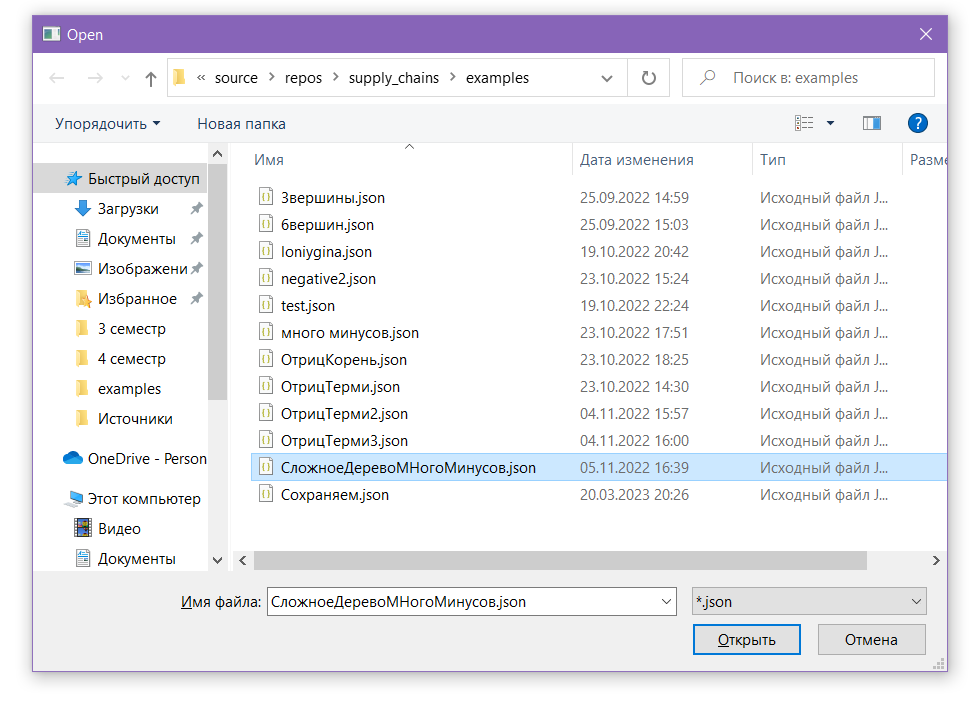 Open
« source > repos > supply_chains > examples
Поиск в: examples
Упорядочить
Новая папка
?
Имя
Дата изменения
Тип
Разме
Быстрый доступ
Загрузки
Документы
Изображени
Избранное
3 семестр
4 семестр
examples
Источники
OneDrive - Person
Этот компьютер
Видео
Документы
3вершины.json 25.09.2022 14:59 Исходный файл J...
6вершин.json 25.09.2022 15:03 Исходный файл J...
loniygina.json 19.10.2022 20:42 Исходный файл J...
negative2.json 23.10.2022 15:24 Исходный файл J...
test.json 19.10.2022 22:24 Исходный файл J...
много минусов.json 23.10.2022 17:51 Исходный файл J...
ОтрицКорень.json 23.10.2022 18:25 Исходный файл J...
ОтрицТерми.json 23.10.2022 14:30 Исходный файл J...
ОтрицТерми2.json 04.11.2022 15:57 Исходный файл J...
ОтрицТерми3.json 04.11.2022 16:00 Исходный файл J...
СложноеДеревоМНогоМинусов.json 05.11.2022 16:39 Исходный файл J...
Сохраняем.json 20.03.2023 20:26 Исходный файл J...
Имя файла: СложноеДеревоМНогоМинусов.json
*.json
Открыть
Отмена